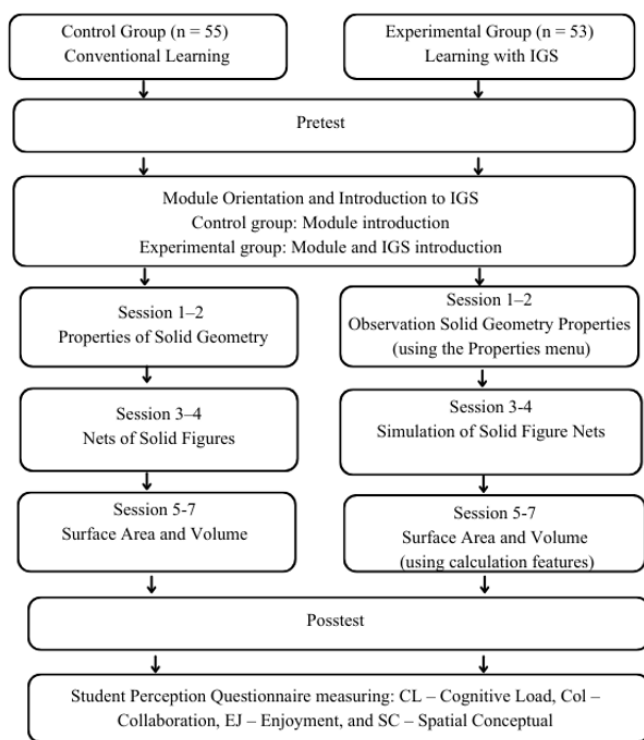 Control Group (n = 55)
Conventional Learning
Experimental Group (n = 53)
Learning with IGS
Pretest
Module Orientation and Introduction to IGS
Control group: Module introduction
Experimental group: Module and IGS introduction
Session 1–2
Properties of Solid Geometry
Session 1–2
Observation Solid Geometry Properties
(using the Properties menu)
Session 3–4
Nets of Solid Figures
Session 3-4
Simulation of Solid Figure Nets
Session 5-7
Surface Area and Volume
Session 5-7
Surface Area and Volume
(using calculation features)
Posstest
Student Perception Questionnaire measuring: CL – Cognitive Load, Col –
Collaboration, EJ – Enjoyment, and SC – Spatial Conceptual